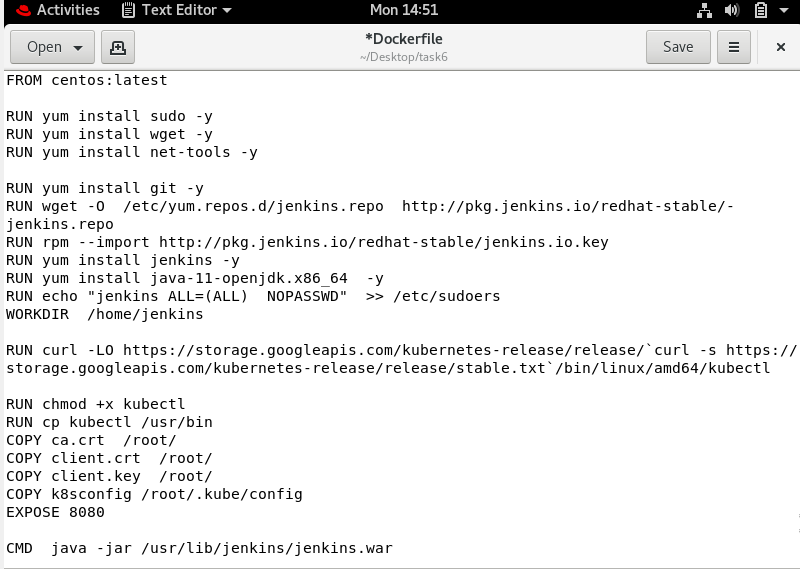 Activities Text Editor Mon 14:51
Open *Dockerfile Save
~/Desktop/task6
FROM centos:latest
RUN yum install sudo -y
RUN yum install wget -y
RUN yum install net-tools -y
RUN yum install git -y
RUN wget -O  /etc/yum.repos.d/jenkins.repo  http://pkg.jenkins.io/redhat-stable/-
jenkins.repo
RUN rpm --import http://pkg.jenkins.io/redhat-stable/jenkins.io.key
RUN yum install jenkins -y
RUN yum install java-11-openjdk.x86_64  -y
RUN echo "jenkins ALL=(ALL)  NOPASSWD"  >> /etc/sudoers
WORKDIR  /home/jenkins
RUN curl -LO https://storage.googleapis.com/kubernetes-release/release/`curl -s https://
storage.googleapis.com/kubernetes-release/release/stable.txt`/bin/linux/amd64/kubectl
RUN chmod +x kubectl
RUN cp kubectl /usr/bin
COPY ca.crt  /root/
COPY client.crt  /root/
COPY client.key  /root/
COPY k8sconfig /root/.kube/config
EXPOSE 8080
CMD  java -jar /usr/lib/jenkins/jenkins.war